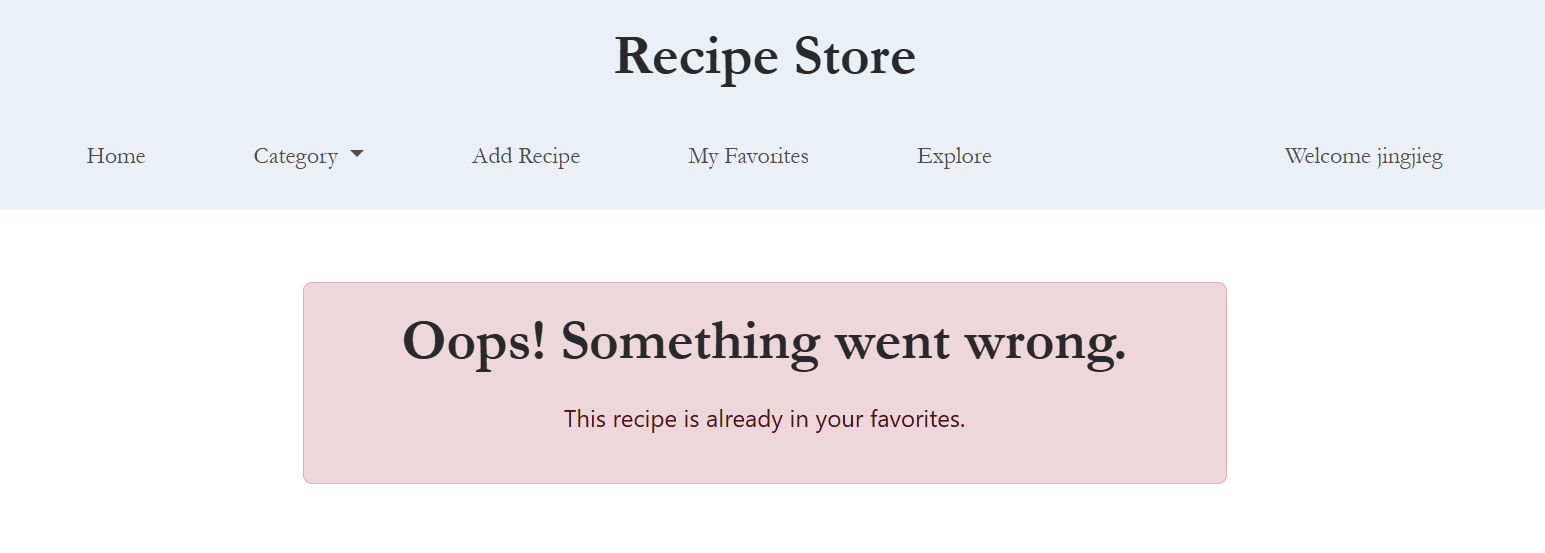 Recipe Store
Home Category Add Recipe My Favorites Explore Welcome jingjieg
Oops! Something went wrong.
This recipe is already in your favorites.